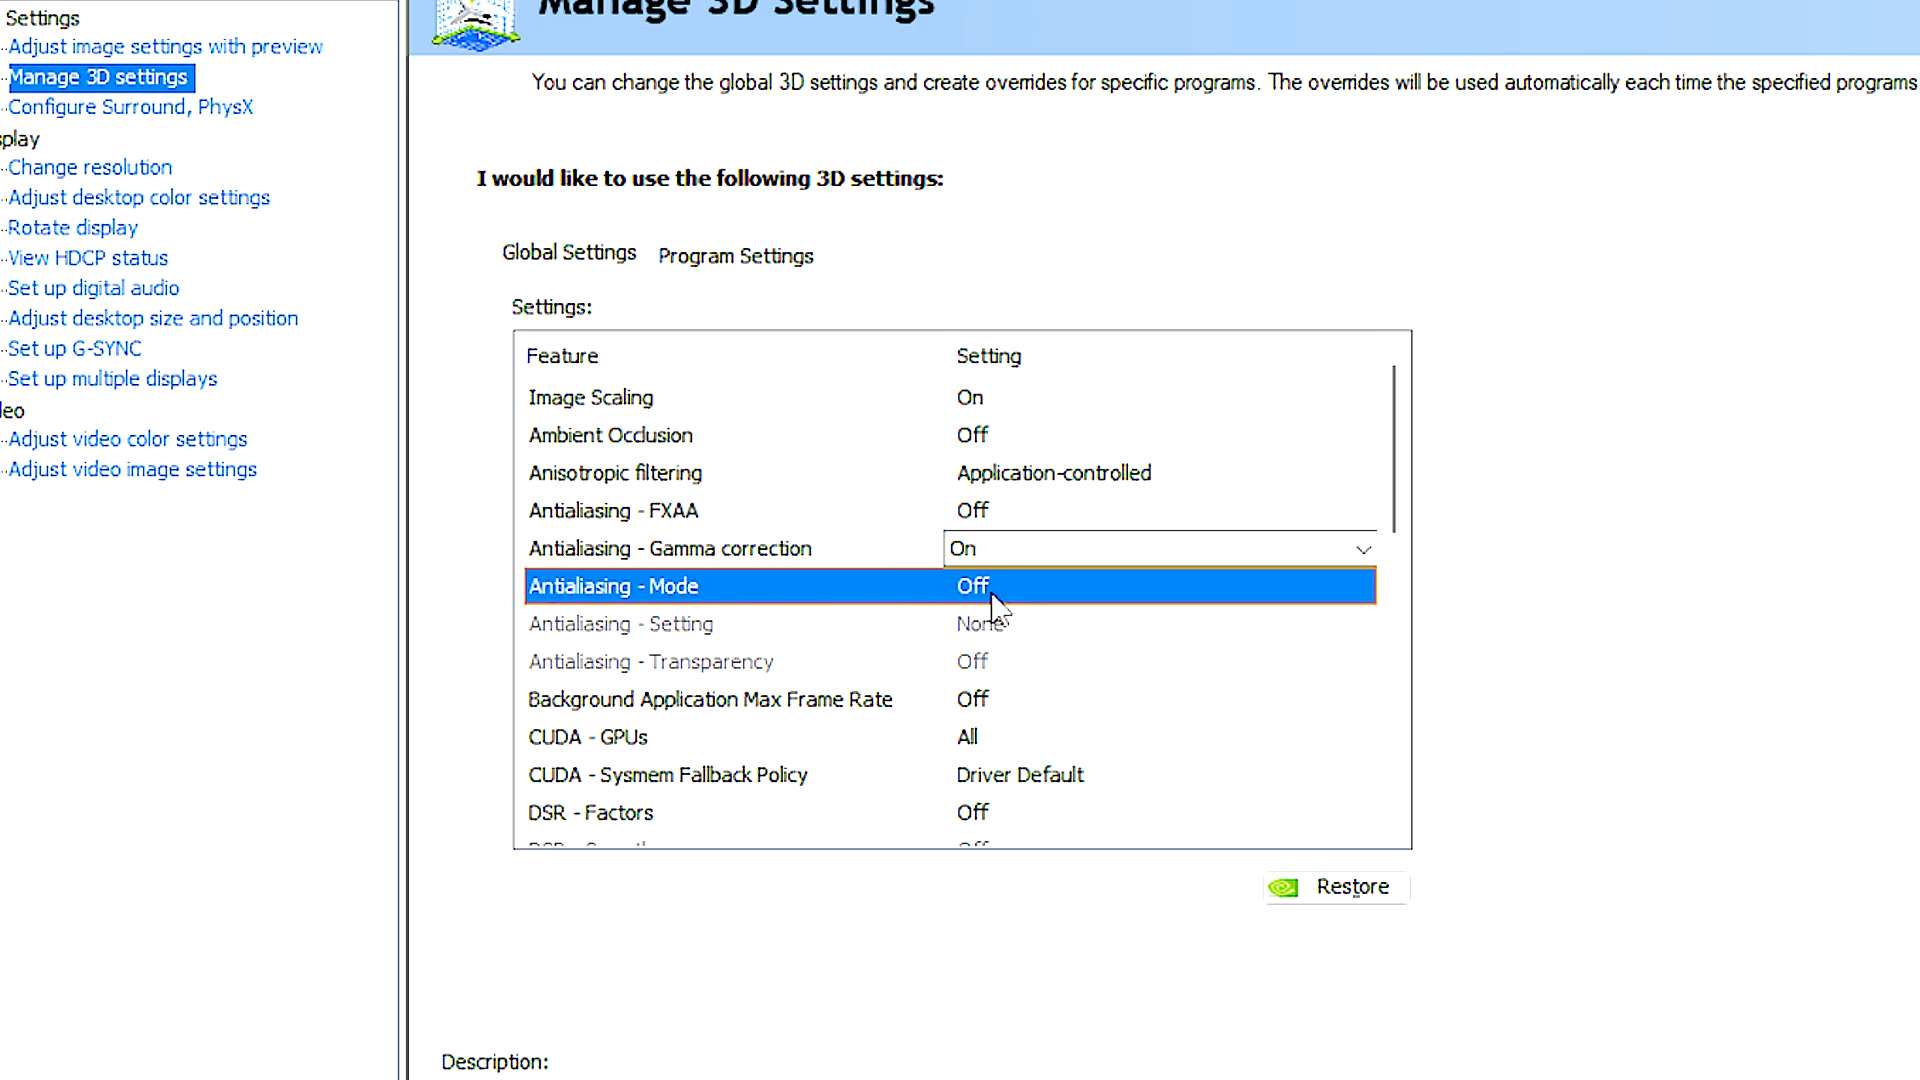 Settings
Adjust image settings with preview
Manage 3D settings
Configure Surround, PhysX
splay
Change resolution
Adjust desktop color settings
Rotate display
View HDCP status
Set up digital audio
Adjust desktop size and position
Set up G-SYNC
Set up multiple displays
leo
Adjust video color settings
Adjust video image settings
Manage 3D Settings
You can change the global 3D settings and create overrides for specific programs. The overrides will be used automatically each time the specified programs
I would like to use the following 3D settings:
Global Settings Program Settings
Settings:
Feature Setting
Image Scaling On
Ambient Occlusion Off
Anisotropic filtering Application-controlled
Antialiasing - FXAA Off
Antialiasing - Gamma correction On
Antialiasing - Mode Off
Antialiasing - Setting None
Antialiasing - Transparency Off
Background Application Max Frame Rate Off
CUDA - GPUs All
CUDA - Sysmem Fallback Policy Driver Default
DSR - Factors Off
Restore
Description: